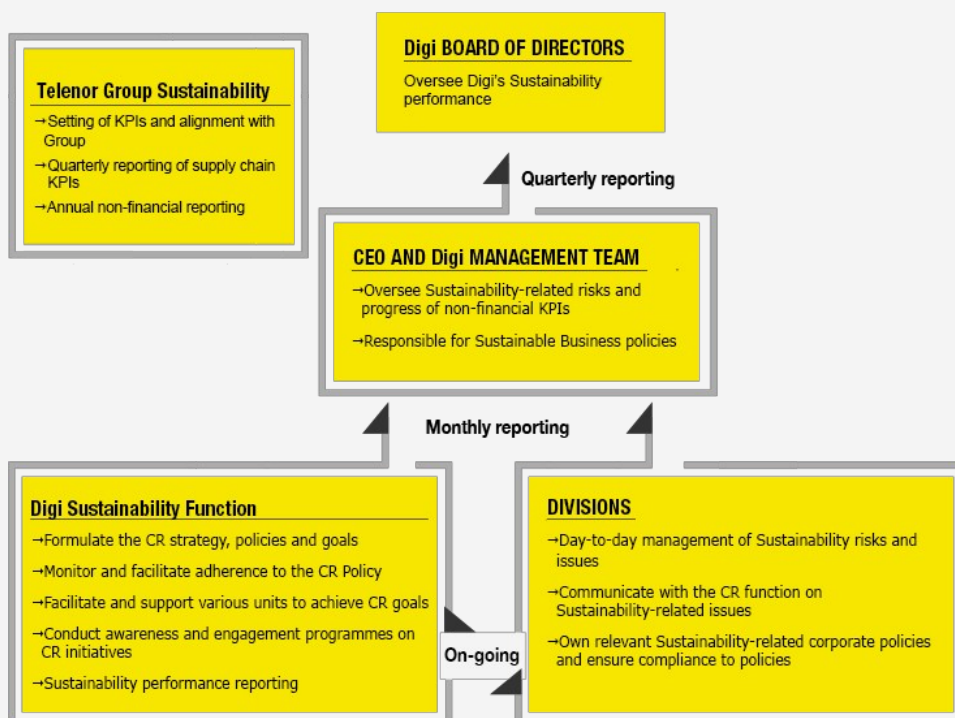 Digi BOARD OF DIRECTORS
Oversee Digi's Sustainability
performance
Telenor Group Sustainability
→Setting of KPIs and alignment with
Group
→Quarterly reporting of supply chain
KPIs
→Annual non-financial reporting
Quarterly reporting
CEO AND Digi MANAGEMENT TEAM
→Oversee Sustainability-related risks and
progress of non-financial KPIs
→Responsible for Sustainable Business policies
Monthly reporting
Digi Sustainability Function
→Formulate the CR strategy, policies and goals
→Monitor and facilitate adherence to the CR Policy
→Facilitate and support various units to achieve CR goals
→Conduct awareness and engagement programmes on
CR initiatives
→Sustainability performance reporting
On-going
DIVISIONS
→Day-to-day management of Sustainability risks and
issues
→Communicate with the CR function on
Sustainability-related issues
→Own relevant Sustainability-related corporate policies
and ensure compliance to policies